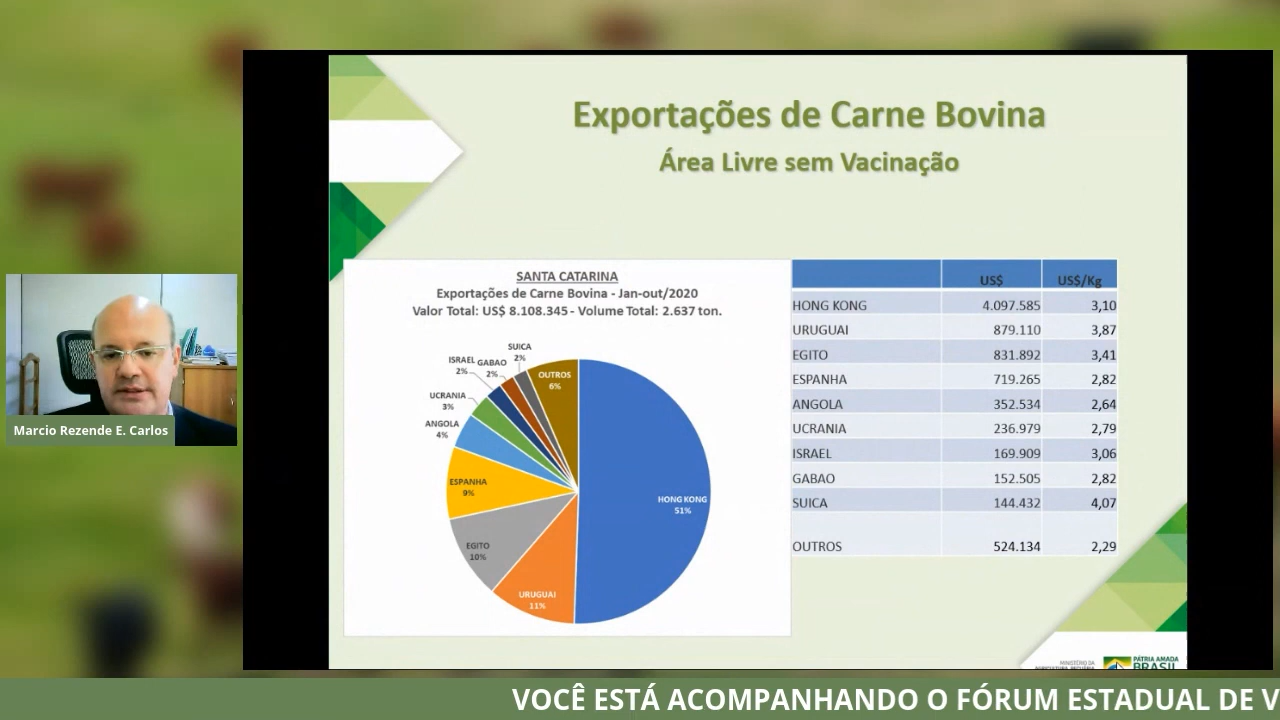 Exportações de Carne Bovina
Área Livre sem Vacinação
SANTA CATARINA
Exportações de Carne Bovina - Jan-out/2020
Valor Total: US$ 8.108.345 - Volume Total: 2.637 ton.
SUICA
2%
ISRAEL
2%
GABAO
2%
OUTROS
6%
UCRANIA
3%
ANGOLA
4%
ESPANHA
9%
HONG KONG
51%
EGITO
10%
URUGUAI
11%
US$ US$/Kg
HONG KONG 4.097.585 3,10
URUGUAI 879.110 3,87
EGITO 831.892 3,41
ESPANHA 719.265 2,82
ANGOLA 352.534 2,64
UCRANIA 236.979 2,79
ISRAEL 169.909 3,06
GABAO 152.505 2,82
SUICA 144.432 4,07
OUTROS 524.134 2,29
Marcio Rezende E. Carlos
MINISTÉRIO DA
AGRICULTURA, PECUÁRIA
PÁTRIA AMADA
BRASIL
VOCÊ ESTÁ ACOMPANHANDO O FÓRUM ESTADUAL DE V